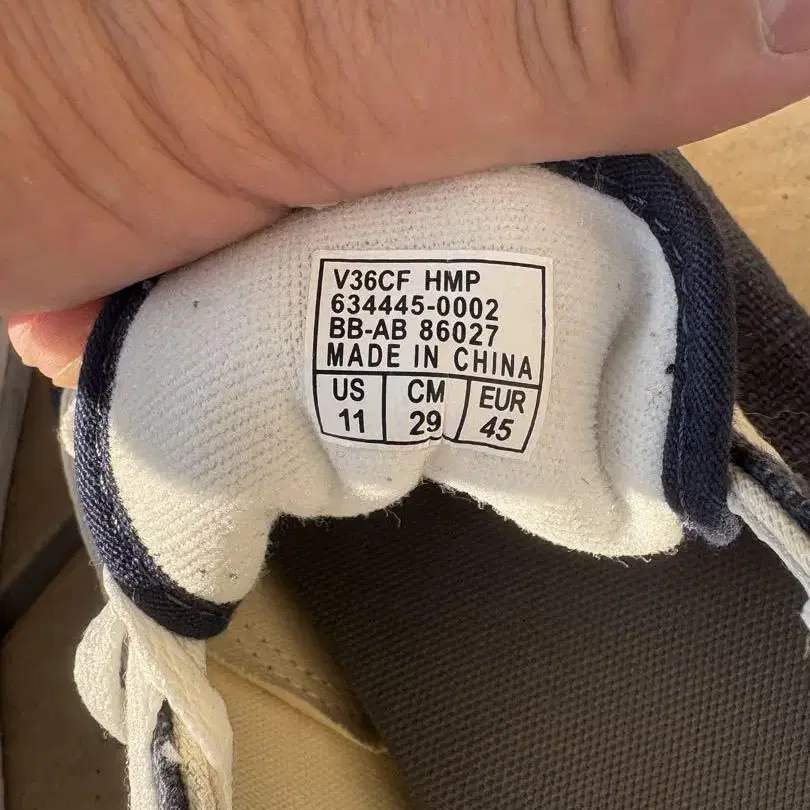 V36CF HMP
634445-0002
BB-AB 86027
MADE IN CHINA
US CM EUR
11 29 45